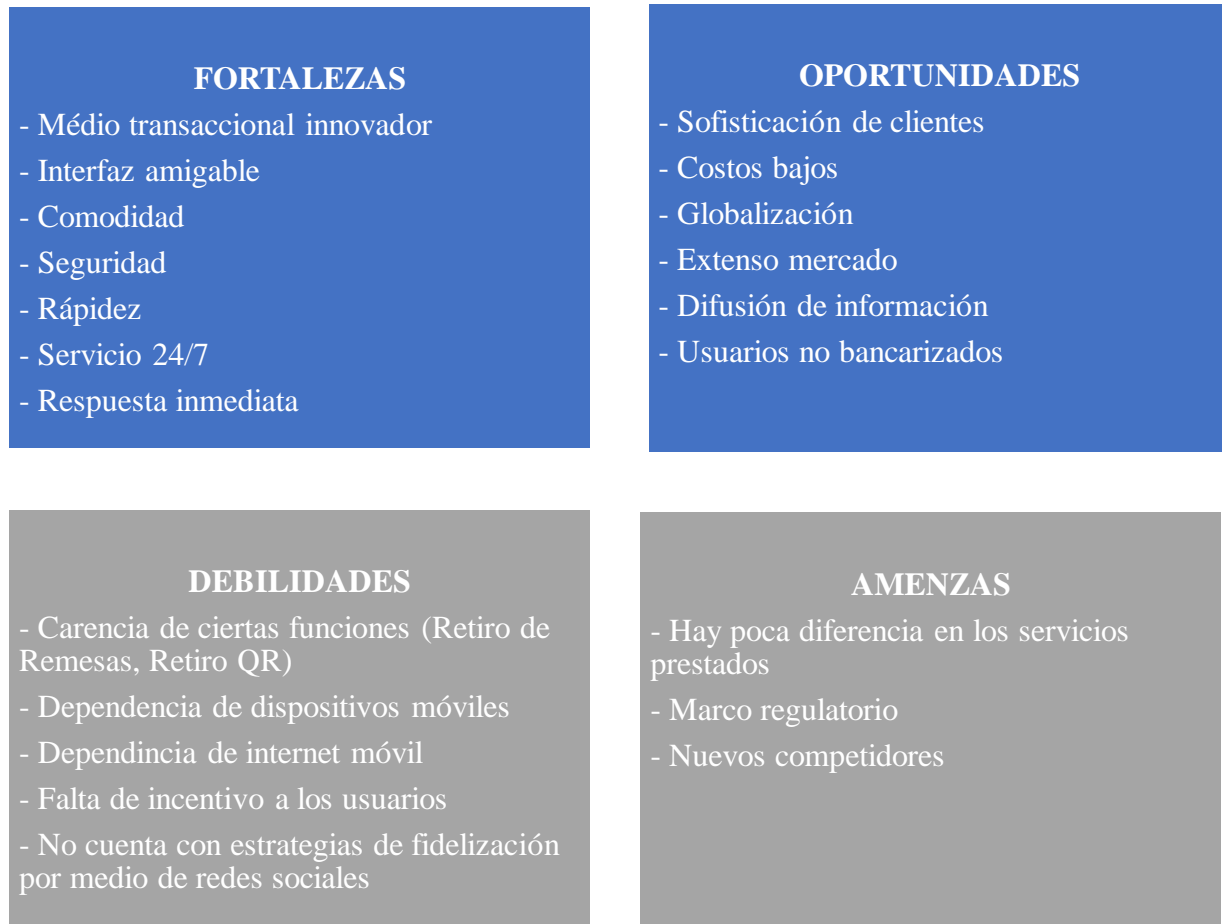 FORTALEZAS
- Médio transaccional innovador
- Interfaz amigable
- Comodidad
- Seguridad
- Rápidez
- Servicio 24/7
- Respuesta inmediata
OPORTUNIDADES
- Sofisticación de clientes
- Costos bajos
- Globalización
- Extenso mercado
- Difusión de información
- Usuarios no bancarizados
DEBILIDADES
- Carencia de ciertas funciones (Retiro de
Remesas, Retiro QR)
- Dependencia de dispositivos móviles
- Dependincia de internet móvil
- Falta de incentivo a los usuarios
- No cuenta con estrategias de fidelización
por medio de redes sociales
AMENZAS
- Hay poca diferencia en los servicios
prestados
- Marco regulatorio
- Nuevos competidores